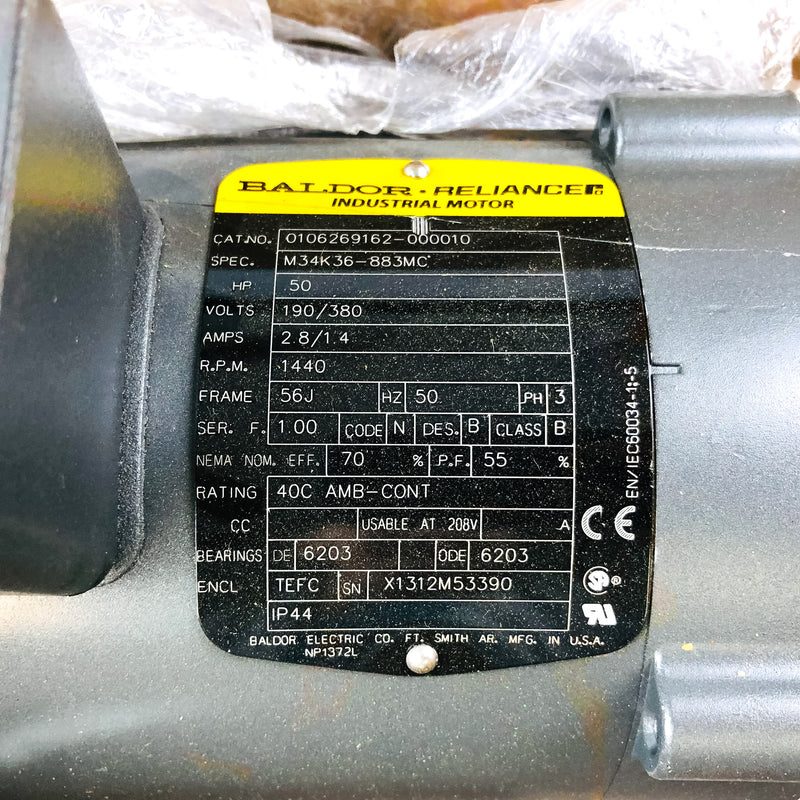 BALDOR • RELIANCE
INDUSTRIAL MOTOR
CAT.NO. 0106269162-000010
SPEC. M34K36-883MC
HP .50
VOLTS 190/380
AMPS 2.8/1.4
R.P.M. 1440
FRAME 56J HZ 50 PH 3
SER. F. 1.00 CODE N DES. B CLASS B
NEMA NOM. EFF. 70 % P.F. 55 %
RATING 40C AMB-CONT
CC USABLE AT 208V A
BEARINGS DE 6203 ODE 6203
ENCL TEFC SN X1312M53390
IP44
BALDOR ELECTRIC CO. FT. SMITH AR. MFG. IN U.S.A.
NP1372L
EN/IEC60034-1;-5
CE
SP ®
UR